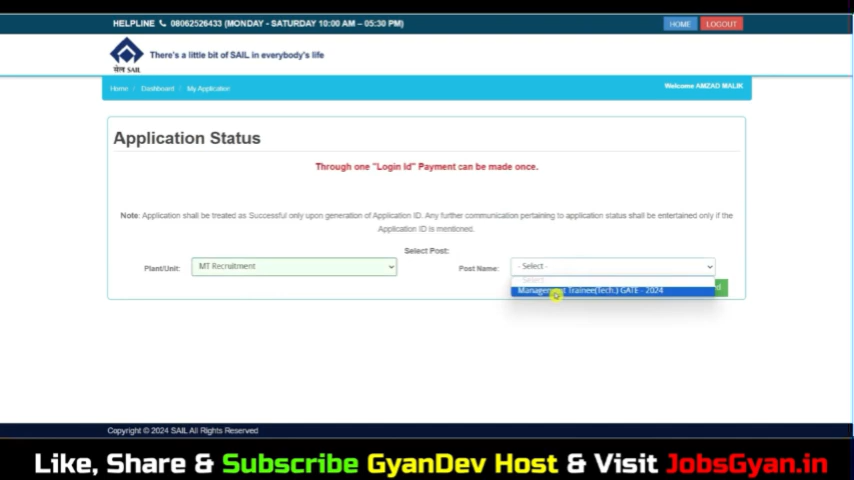 HELPLINE 08062526433 (MONDAY - SATURDAY 10:00 AM – 05:30 PM)
HOME
LOGOUT
सेल SAIL
There's a little bit of SAIL in everybody's life
Home / Dashboard / My Application
Welcome AMZAD MALIK
Application Status
Through one "Login Id" Payment can be made once.
Note: Application shall be treated as Successful only upon generation of Application ID. Any further communication pertaining to application status shall be entertained only if the
Application ID is mentioned.
Select Post:
Plant/Unit: MT Recruitment
Post Name: - Select -
- Select -
Management Trainee(Tech.) GATE - 2024
Copyright © 2024 SAIL All Rights Reserved
Like, Share & Subscribe GyanDev Host & Visit JobsGyan.in